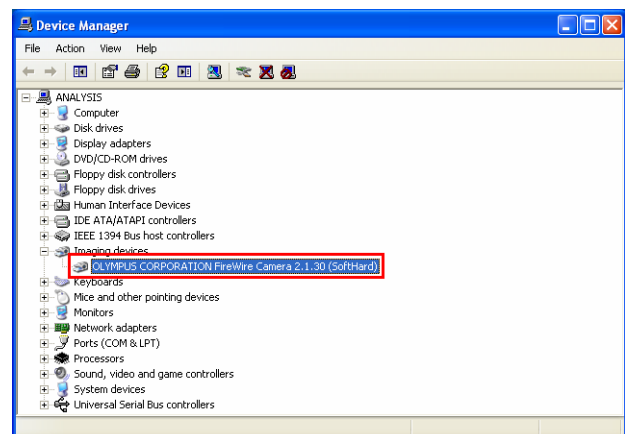 Device Manager
File Action View Help
ANALYSIS
Computer
Disk drives
Display adapters
DVD/CD-ROM drives
Floppy disk controllers
Floppy disk drives
Human Interface Devices
IDE ATA/ATAPI controllers
IEEE 1394 Bus host controllers
Imaging devices
OLYMPUS CORPORATION FireWire Camera 2.1.30 (SoftHard)
Keyboards
Mice and other pointing devices
Monitors
Network adapters
Ports (COM & LPT)
Processors
Sound, video and game controllers
System devices
Universal Serial Bus controllers